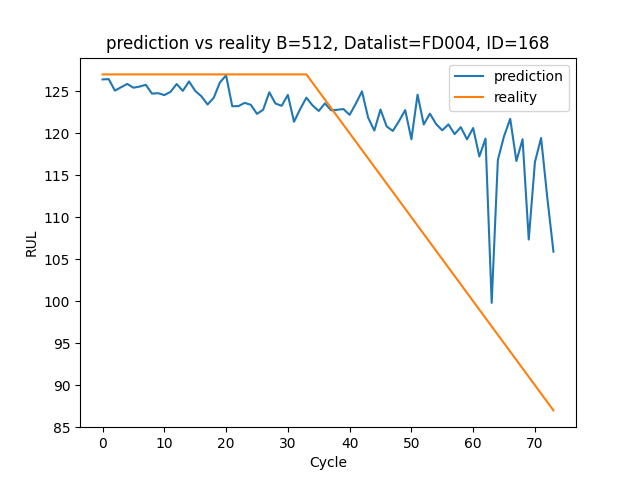 prediction vs reality B=512, Datalist=FD004, ID=168
prediction
reality
RUL
125
120
115
110
105
100
95
90
85
0 10 20 30 40 50 60 70
Cycle